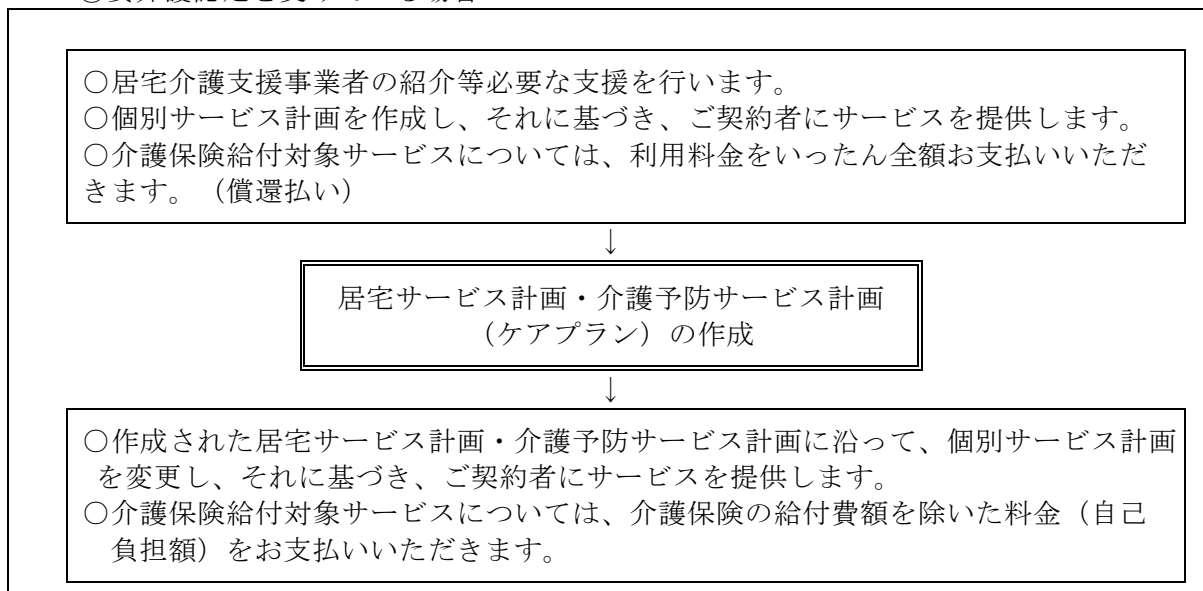 ○居宅介護支援事業者の紹介等必要な支援を行います。
○個別サービス計画を作成し、それに基づき、ご契約者にサービスを提供します。
○介護保険給付対象サービスについては、利用料金をいったん全額お支払いいただ
きます。（償還払い）
↓
居宅サービス計画・介護予防サービス計画
（ケアプラン）の作成
↓
○作成された居宅サービス計画・介護予防サービス計画に沿って、個別サービス計画
を変更し、それに基づき、ご契約者にサービスを提供します。
○介護保険給付対象サービスについては、介護保険の給付費額を除いた料金（自己
負担額）をお支払いいただきます。